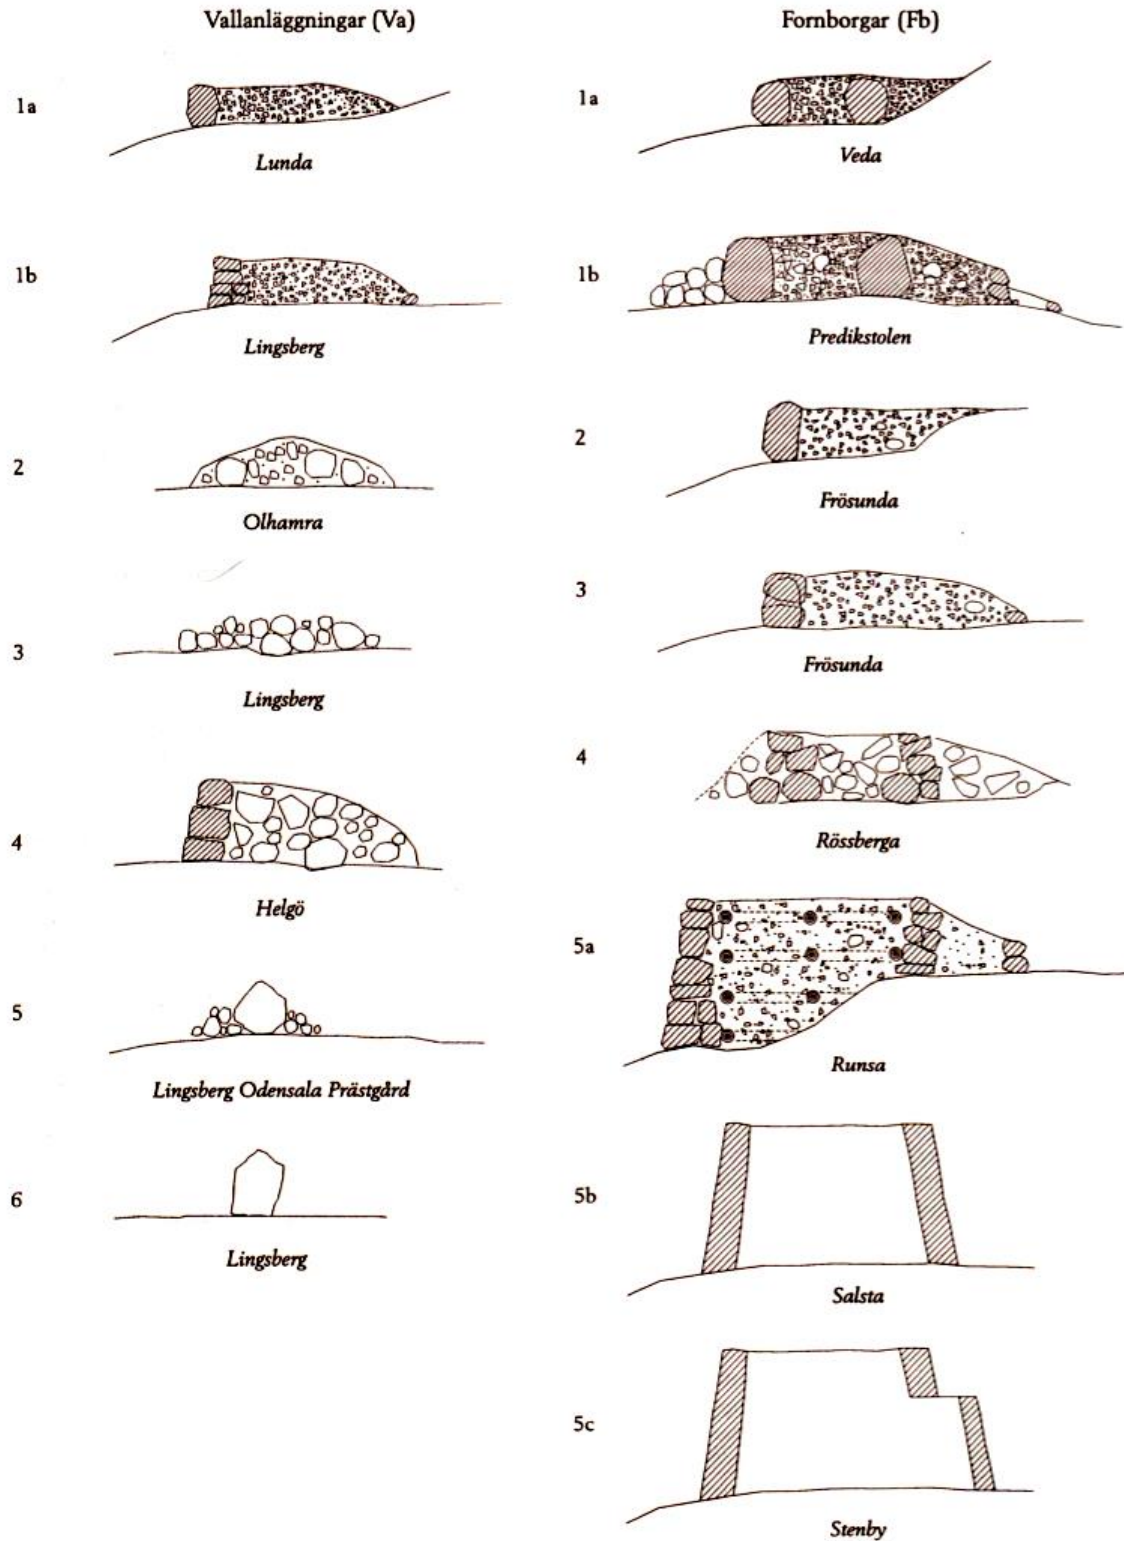 Vallanläggningar (Va)
1a
Lunda
1b
Lingsberg
2
Olhamra
3
Lingsberg
4
Helgö
5
Lingsberg Odensala Prästgård
6
Lingsberg
Fornborgar (Fb)
1a
Veda
1b
Predikstolen
2
Frösunda
3
Frösunda
4
Rössberga
5a
Runsa
5b
Salsta
5c
Stenby